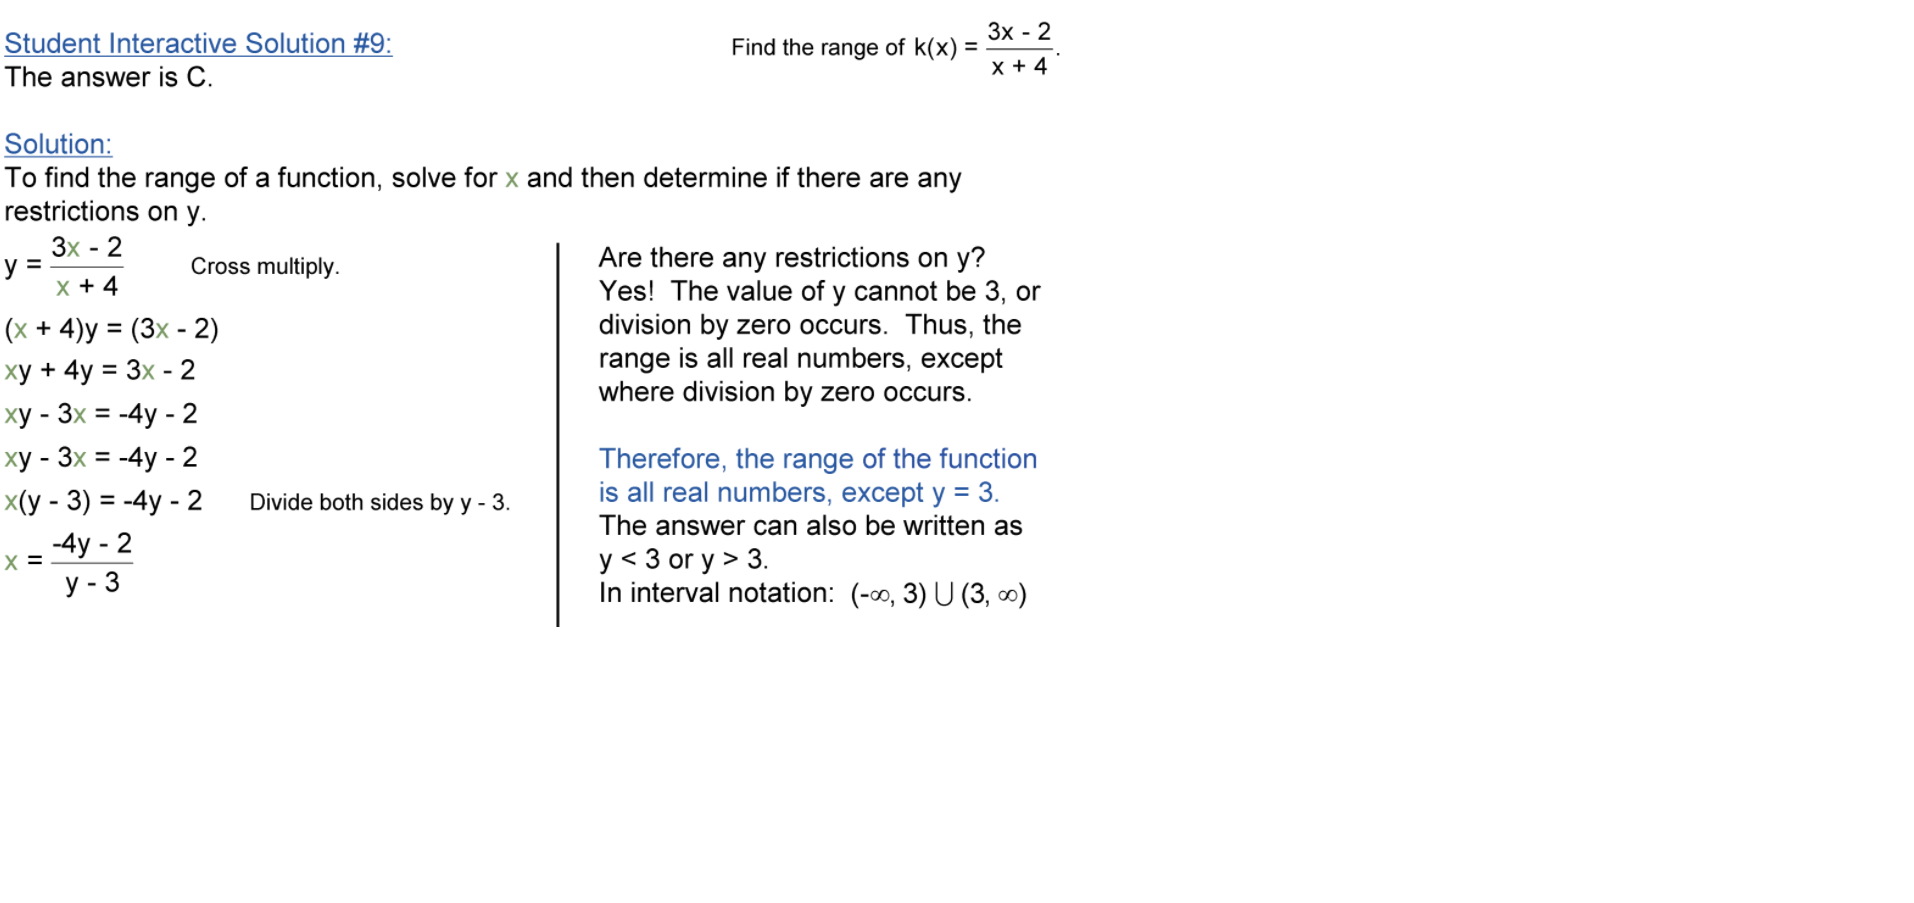 Student Interactive Solution #9:
The answer is C.
Find the range of k(x) = (3x - 2)/(x + 4).
Solution:
To find the range of a function, solve for x and then determine if there are any
restrictions on y.
y = (3x - 2)/(x + 4) Cross multiply.
(x + 4)y = (3x - 2)
xy + 4y = 3x - 2
xy - 3x = -4y - 2
xy - 3x = -4y - 2
x(y - 3) = -4y - 2 Divide both sides by y - 3.
x = (-4y - 2)/(y - 3)
Are there any restrictions on y?
Yes! The value of y cannot be 3, or
division by zero occurs. Thus, the
range is all real numbers, except
where division by zero occurs.
Therefore, the range of the function
is all real numbers, except y = 3.
The answer can also be written as
y < 3 or y > 3.
In interval notation: (-∞, 3) ∪ (3, ∞)